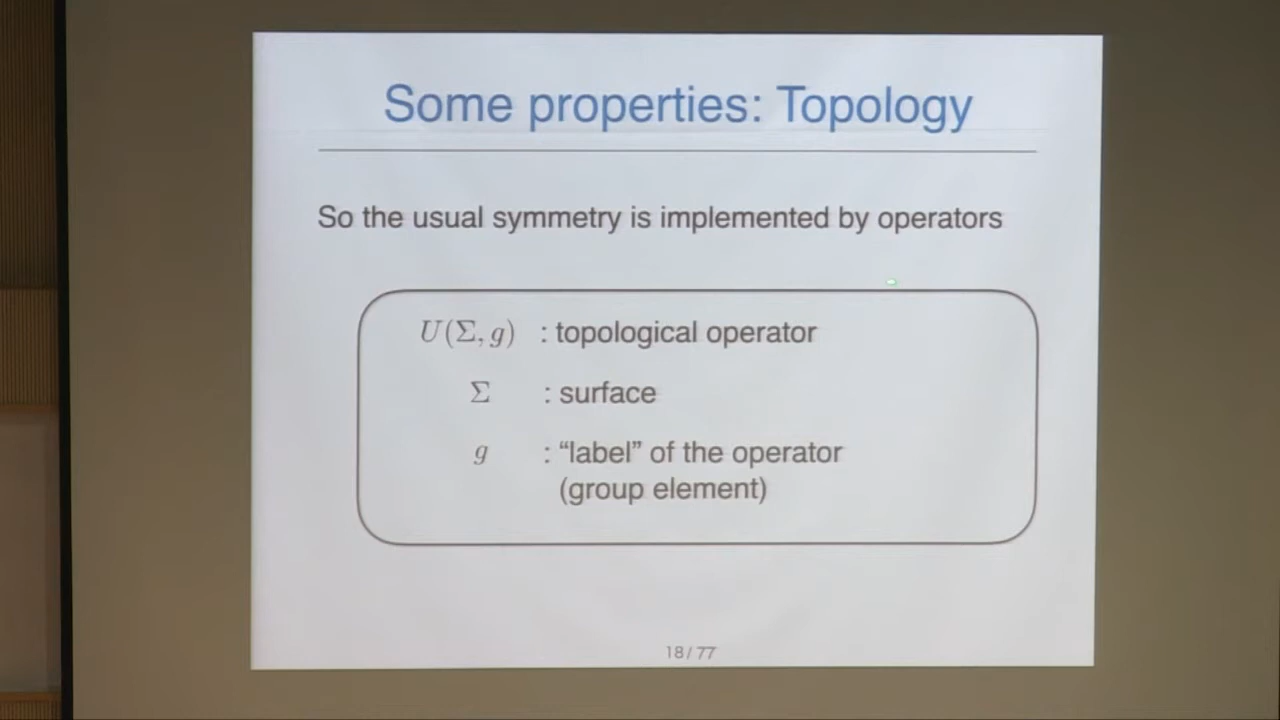 Some properties: Topology
So the usual symmetry is implemented by operators
U(Σ, g) : topological operator
Σ : surface
g : “label” of the operator
(group element)
18 / 77